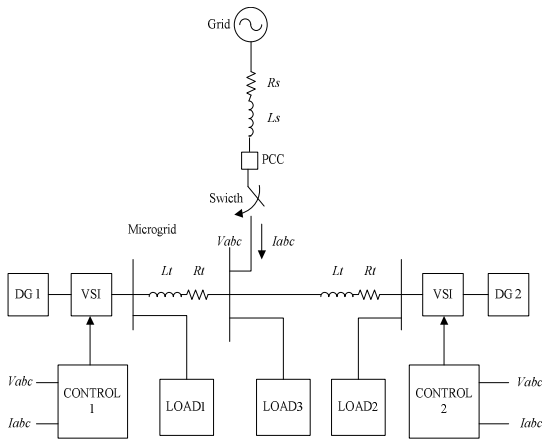 Grid
Rs
Ls
PCC
Swicth
Microgrid
Vabc
Iabc
Lt
Rt
Lt
Rt
DG 1
VSI
VSI
DG 2
Vabc
Iabc
CONTROL
1
LOAD1
LOAD3
LOAD2
CONTROL
2
Vabc
Iabc